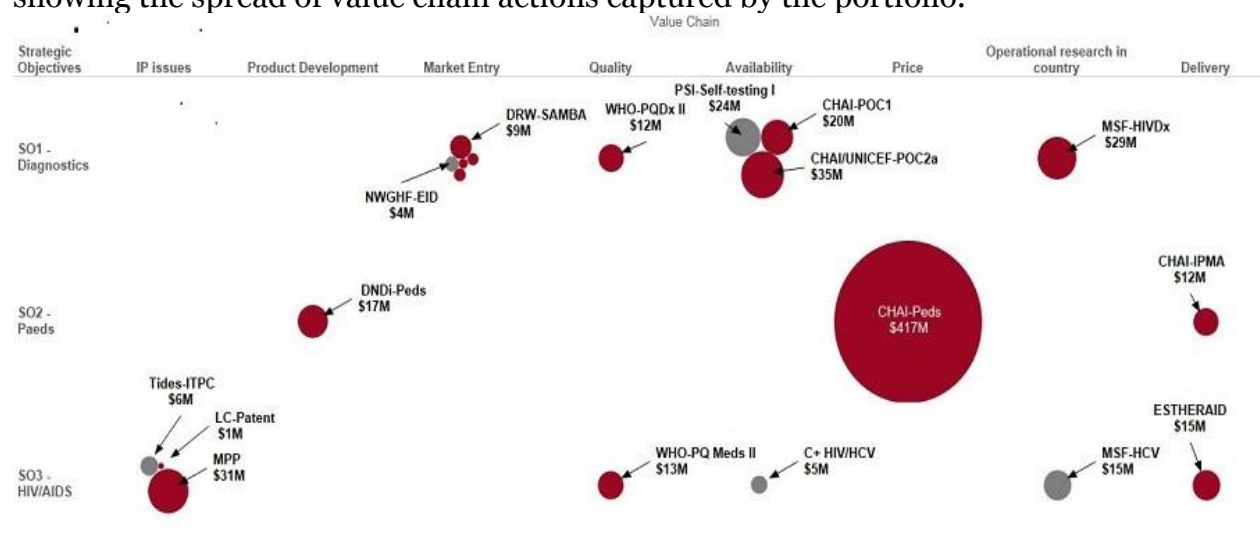 showing the spread of value chain actions captured by the portfolio.
Value Chain
Strategic
Objectives
IP issues
Product Development
Market Entry
Quality
Availability
Price
Operational research in
country
Delivery
SO1 -
Diagnostics
DRW-SAMBA
$9M
NWGHF-EID
$4M
WHO-PQDx II
$12M
PSI-Self-testing I
$24M
CHAI-POC1
$20M
CHAI/UNICEF-POC2a
$35M
MSF-HIVDx
$29M
SO2 -
Paeds
DNDi-Peds
$17M
CHAI-Peds
$417M
CHAI-IPMA
$12M
SO3 -
HIV/AIDS
Tides-ITPC
$6M
LC-Patent
$1M
MPP
$31M
WHO-PQ Meds II
$13M
C+ HIV/HCV
$5M
MSF-HCV
$15M
ESTHERAID
$15M